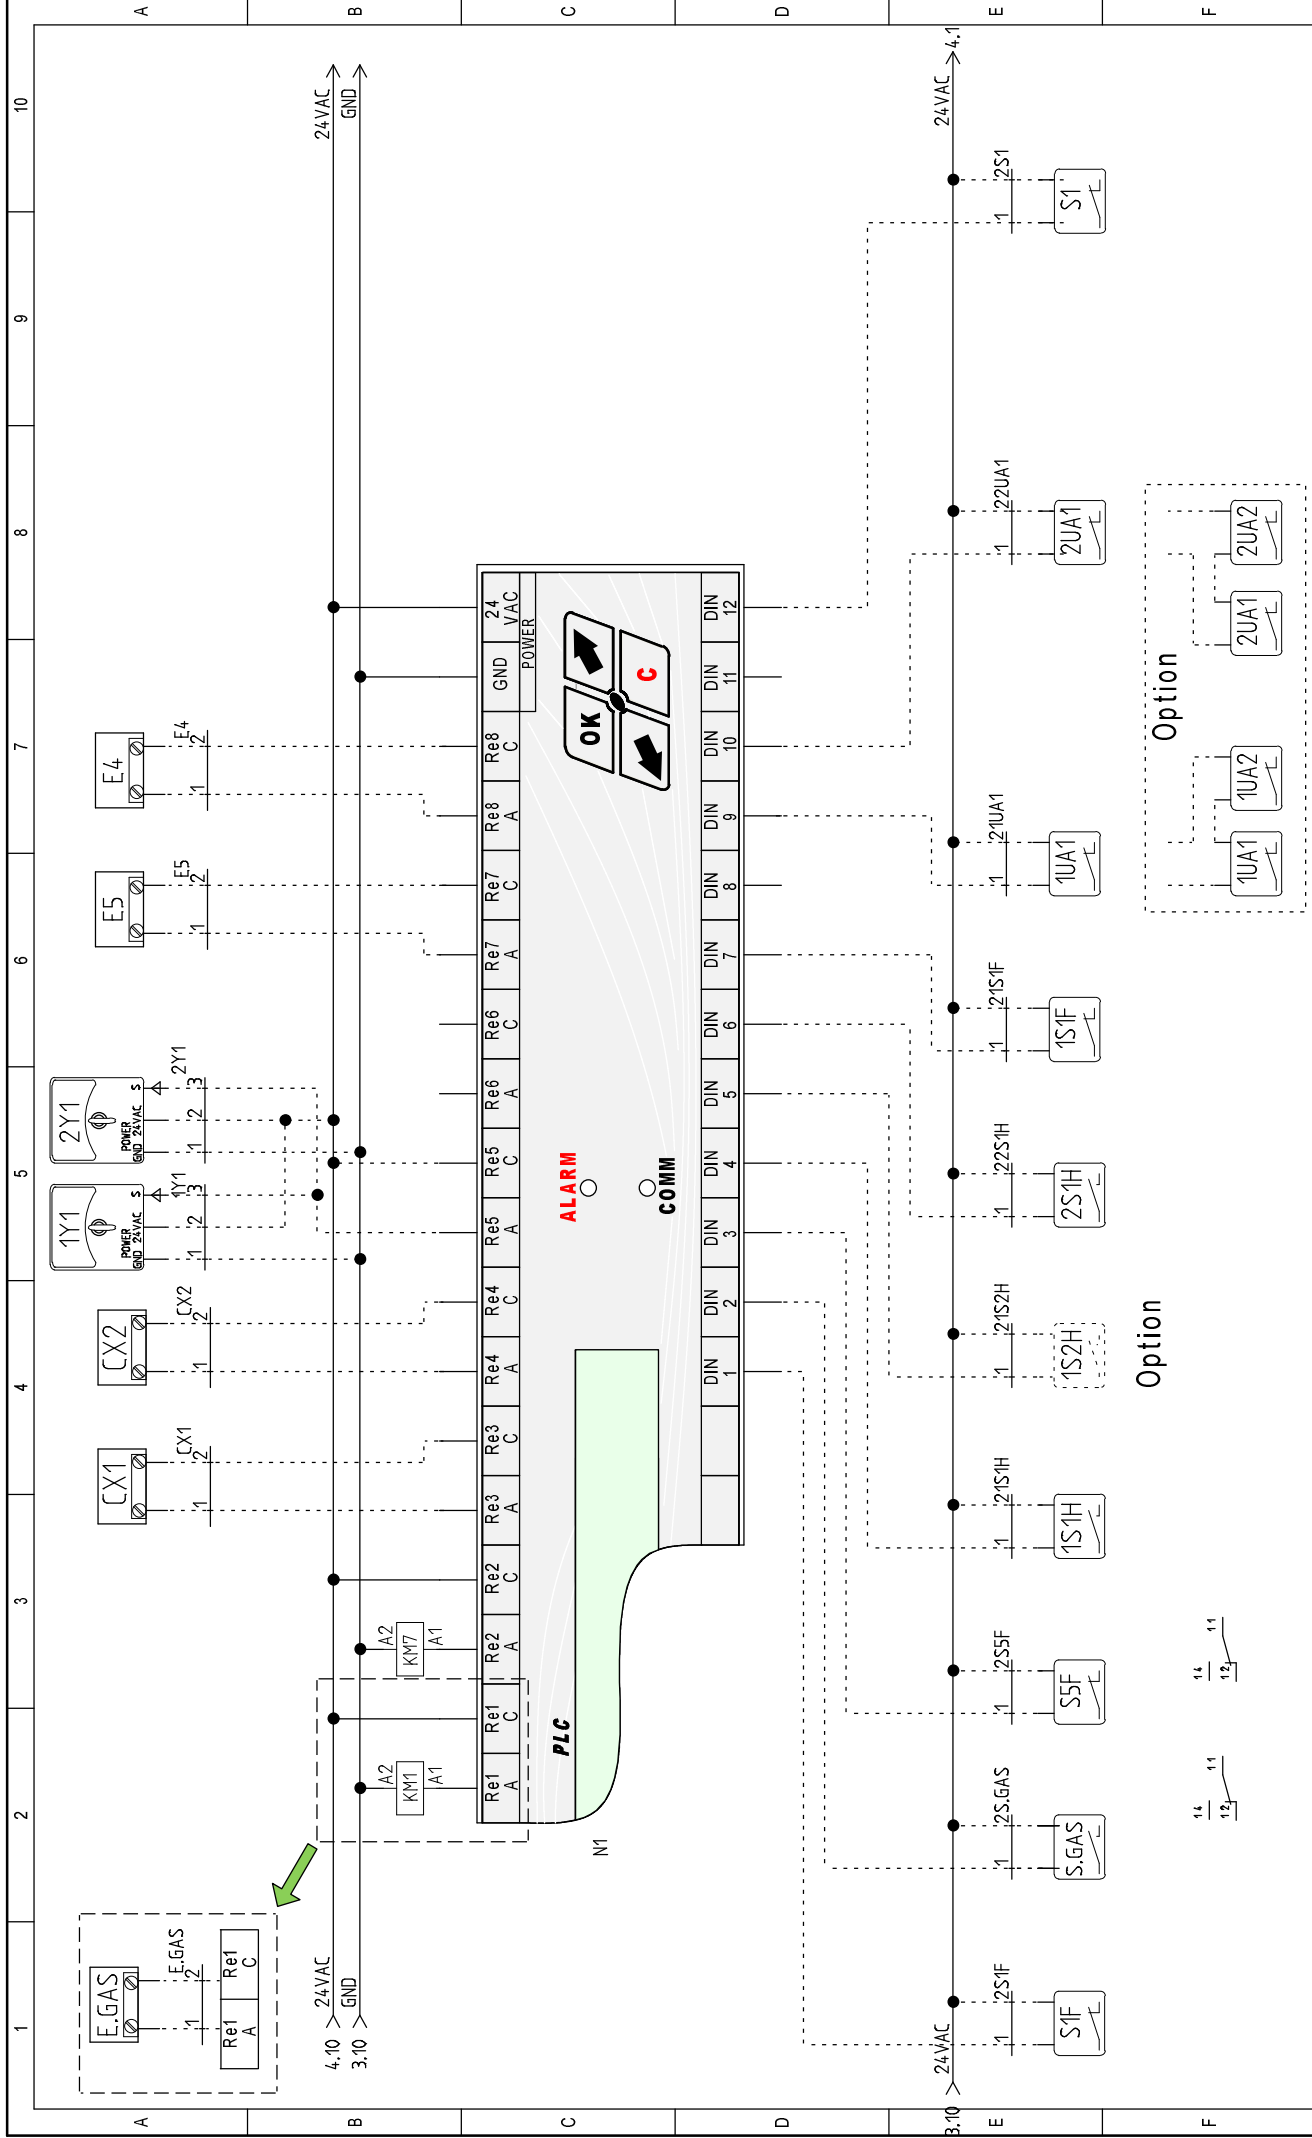 1 2 3 4 5 6 7 8 9 10
A
B
C
D
E
F
A
B
C
D
E
F
E.GAS
1 2 E.GAS
Re1 A
Re1 C
CX1
1 2 CX1
CX2
1 2 CX2
1Y1
POWER
GND 24VAC S
1 2 3 1Y1
2Y1
POWER
GND 24VAC S
1 2 3 2Y1
E5
1 2 E5
E4
1 2 E4
4.10 24VAC
24VAC
3.10 GND
GND
A2
KM1
A1
A2
KM7
A1
Re1 A
Re1 C
Re2 A
Re2 C
Re3 A
Re3 C
Re4 A
Re4 C
Re5 A
Re5 C
Re6 A
Re6 C
Re7 A
Re7 C
Re8 A
Re8 C
GND
24 VAC
POWER
N1
PLC
ALARM
COMM
OK
C
DIN 1
DIN 2
DIN 3
DIN 4
DIN 5
DIN 6
DIN 7
DIN 8
DIN 9
DIN 10
DIN 11
DIN 12
3.10 24VAC
24VAC 4.1
1 2S1F
S1F
1 2S.GAS
S.GAS
1 2S5F
S5F
1 21S1H
1S1H
1 21S2H
1S2H
1 22S1H
2S1H
1 21S1F
1S1F
1 21UA1
1UA1
1 22UA1
2UA1
1 2S1
S1
Option
Option
1UA1
1UA2
2UA1
2UA2
14
12
11
14
12
11